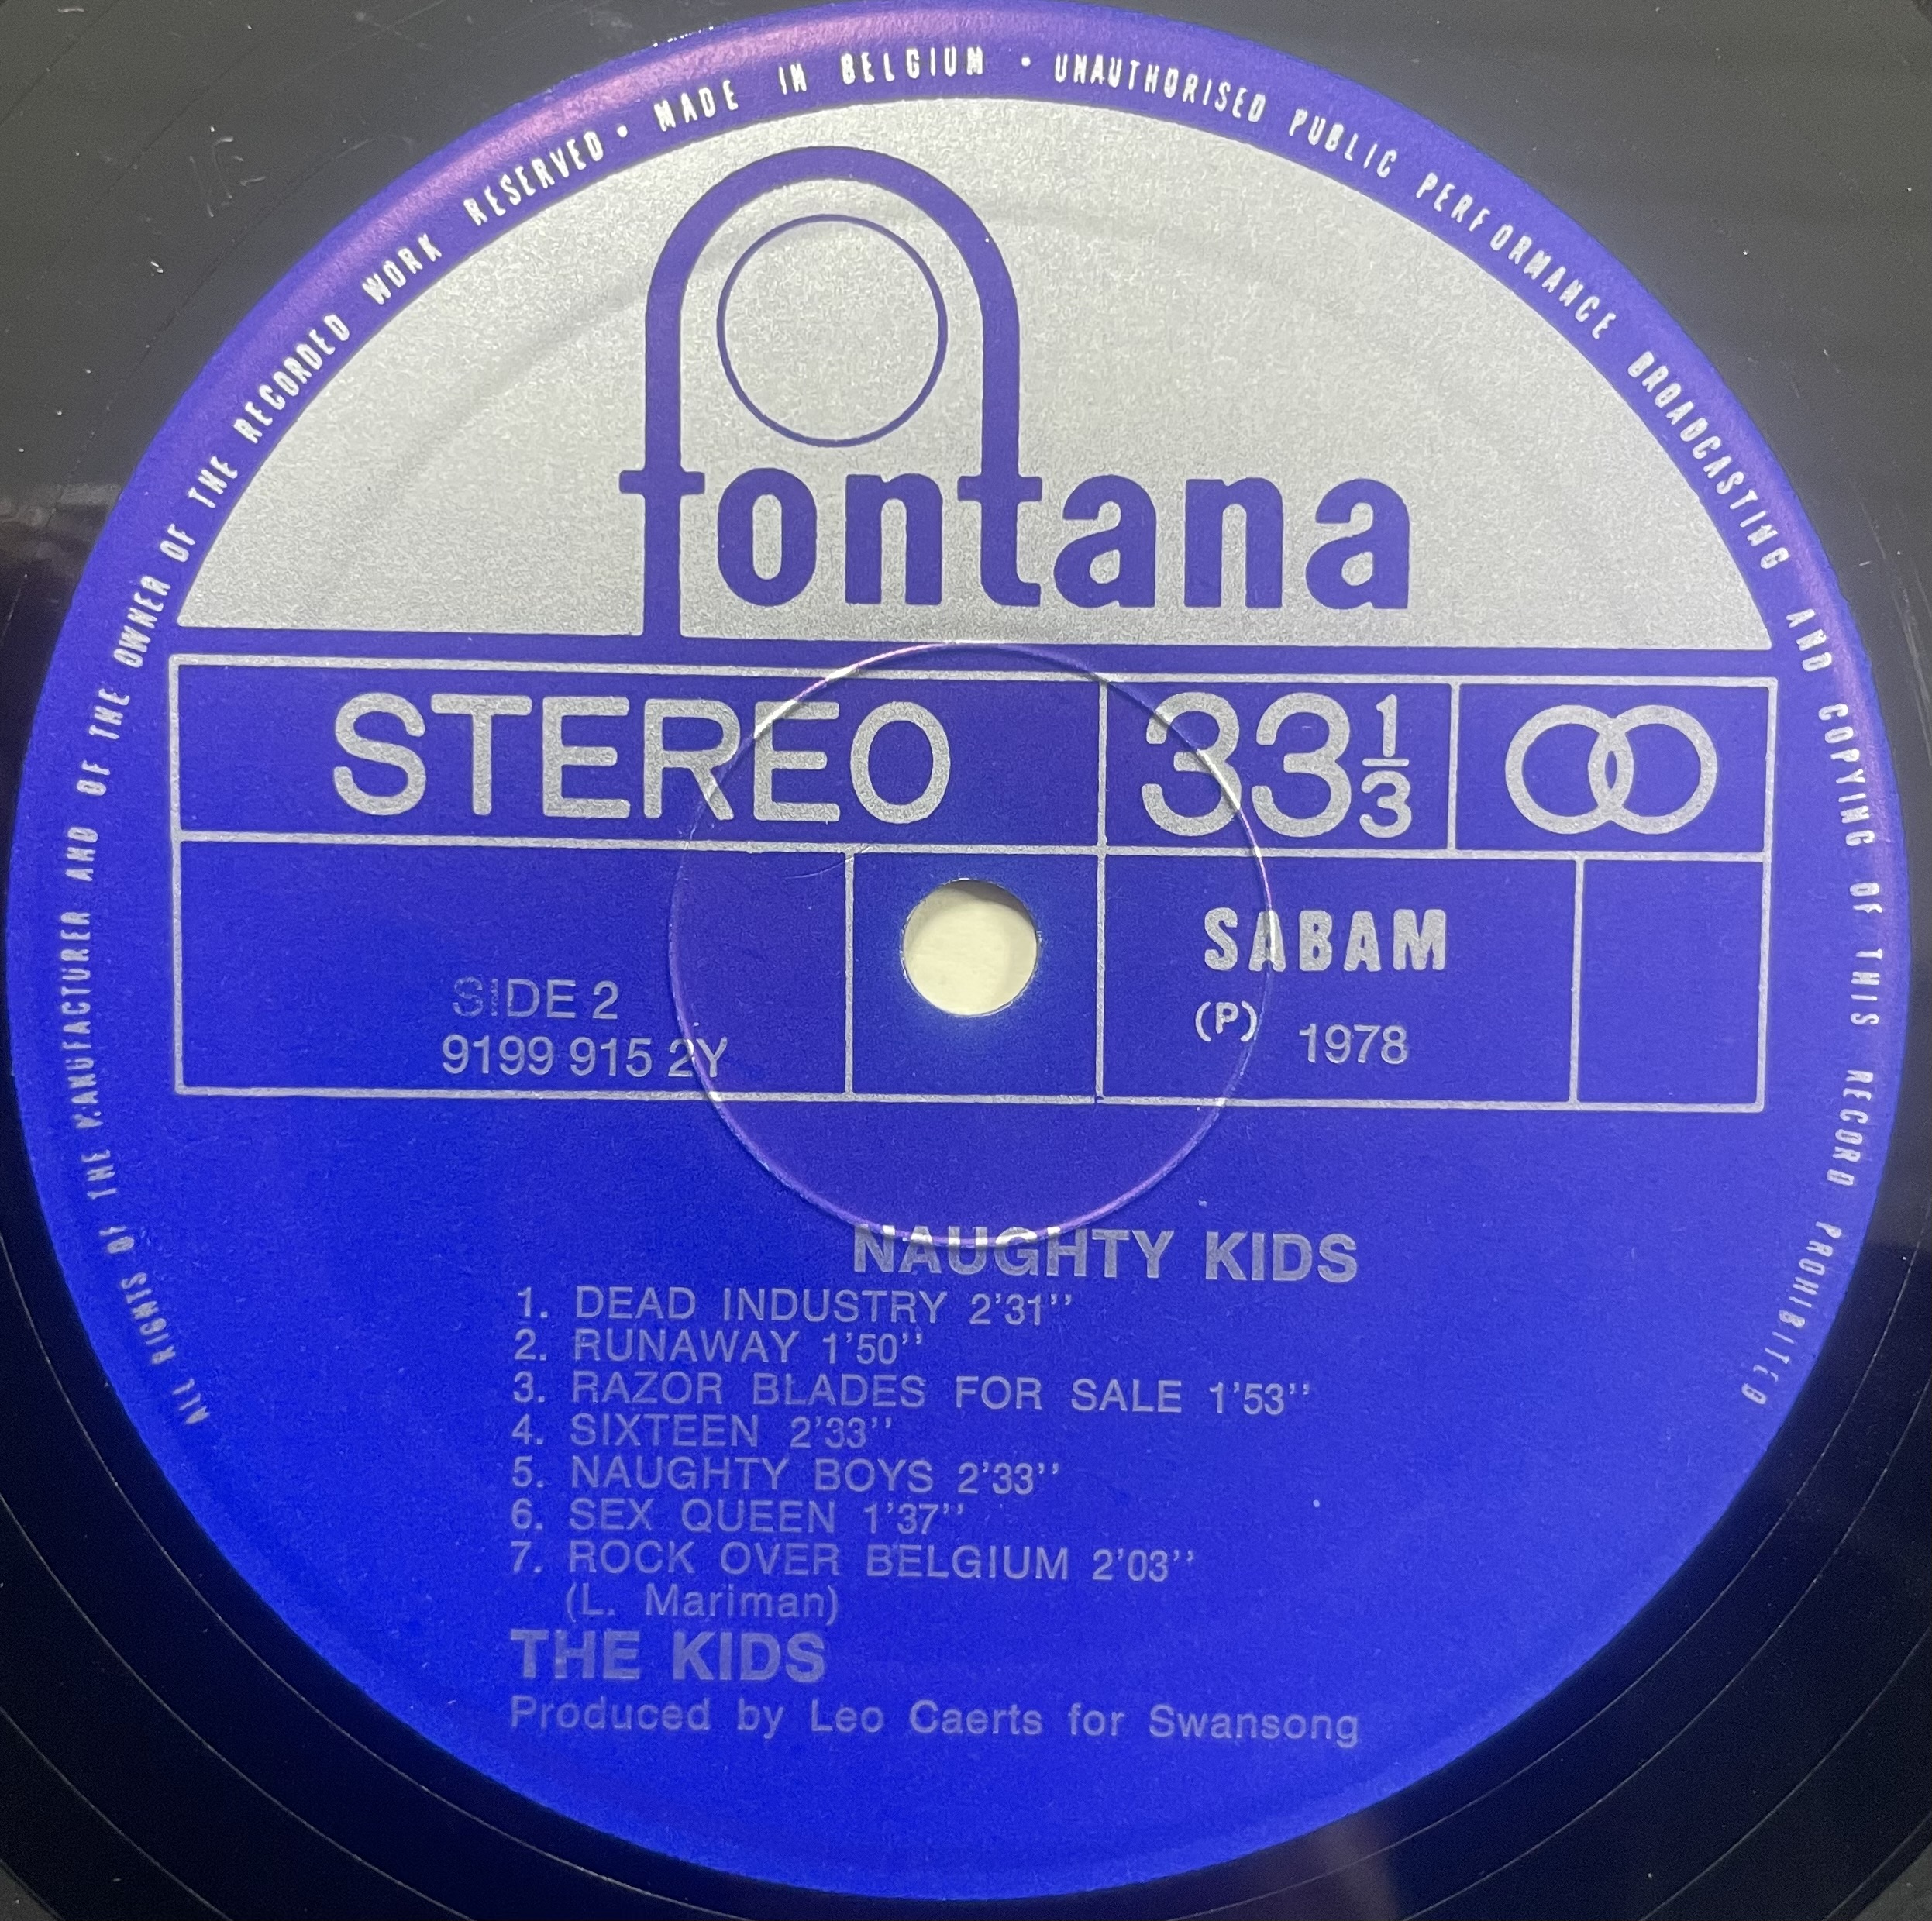 ALL RIGHTS OF THE MANUFACTURER AND OF THE OWNER OF THE RECORDED WORK RESERVED • MADE IN BELGIUM • UNAUTHORISED PUBLIC PERFORMANCE BROADCASTING AND COPYING OF THIS RECORD PROHIBITED
fontana
STEREO
33 1/3
SABAM
(P) 1978
SIDE 2
9199 915 2Y
NAUGHTY KIDS
1. DEAD INDUSTRY 2'31''
2. RUNAWAY 1'50''
3. RAZOR BLADES FOR SALE 1'53''
4. SIXTEEN 2'33''
5. NAUGHTY BOYS 2'33''
6. SEX QUEEN 1'37''
7. ROCK OVER BELGIUM 2'03''
(L. Mariman)
THE KIDS
Produced by Leo Caerts for Swansong